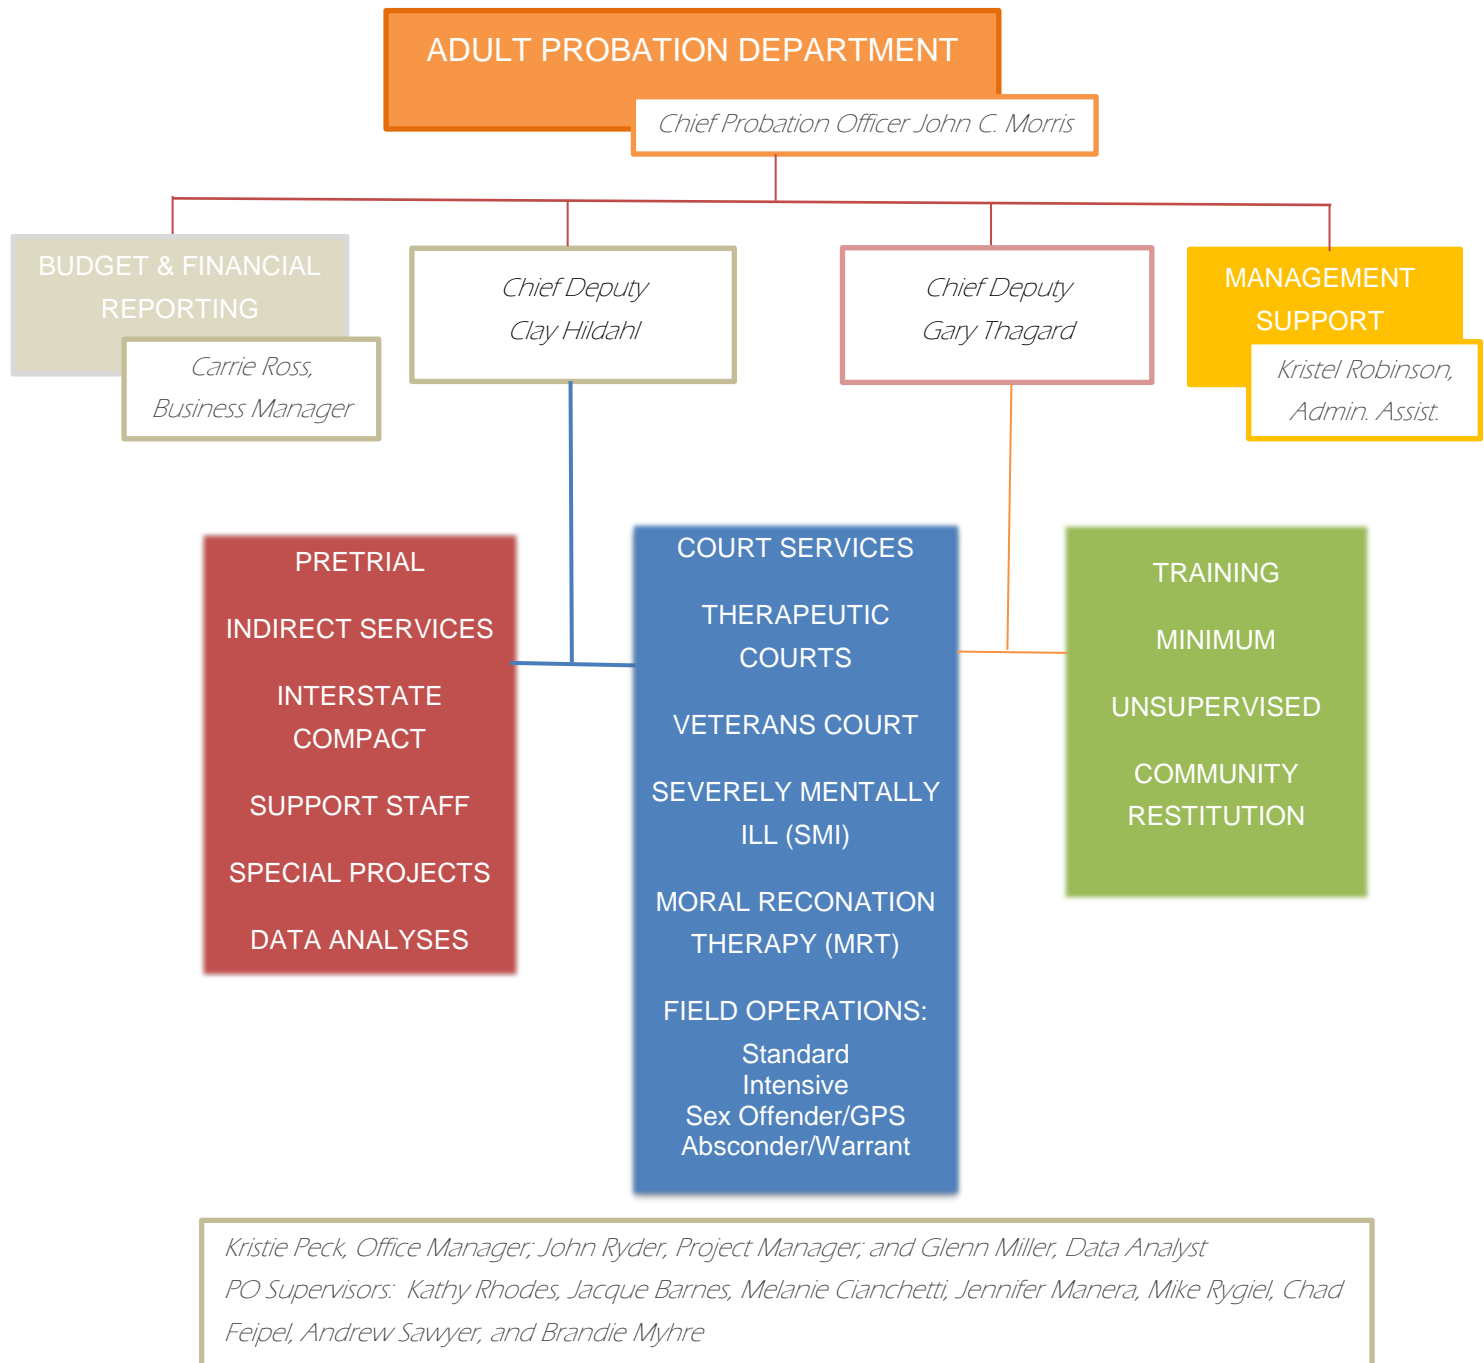 ADULT PROBATION DEPARTMENT
Chief Probation Officer John C. Morris
BUDGET & FINANCIAL
REPORTING
Carrie Ross,
Business Manager
Chief Deputy
Clay Hildahl
Chief Deputy
Gary Thagard
MANAGEMENT
SUPPORT
Kristel Robinson,
Admin. Assist.
PRETRIAL
INDIRECT SERVICES
INTERSTATE
COMPACT
SUPPORT STAFF
SPECIAL PROJECTS
DATA ANALYSES
COURT SERVICES
THERAPEUTIC
COURTS
VETERANS COURT
SEVERELY MENTALLY
ILL (SMI)
MORAL RECONATION
THERAPY (MRT)
FIELD OPERATIONS:
Standard
Intensive
Sex Offender/GPS
Absconder/Warrant
TRAINING
MINIMUM
UNSUPERVISED
COMMUNITY
RESTITUTION
Kristie Peck, Office Manager; John Ryder, Project Manager; and Glenn Miller, Data Analyst
PO Supervisors:  Kathy Rhodes, Jacque Barnes, Melanie Cianchetti, Jennifer Manera, Mike Rygiel, Chad
Feipel, Andrew Sawyer, and Brandie Myhre